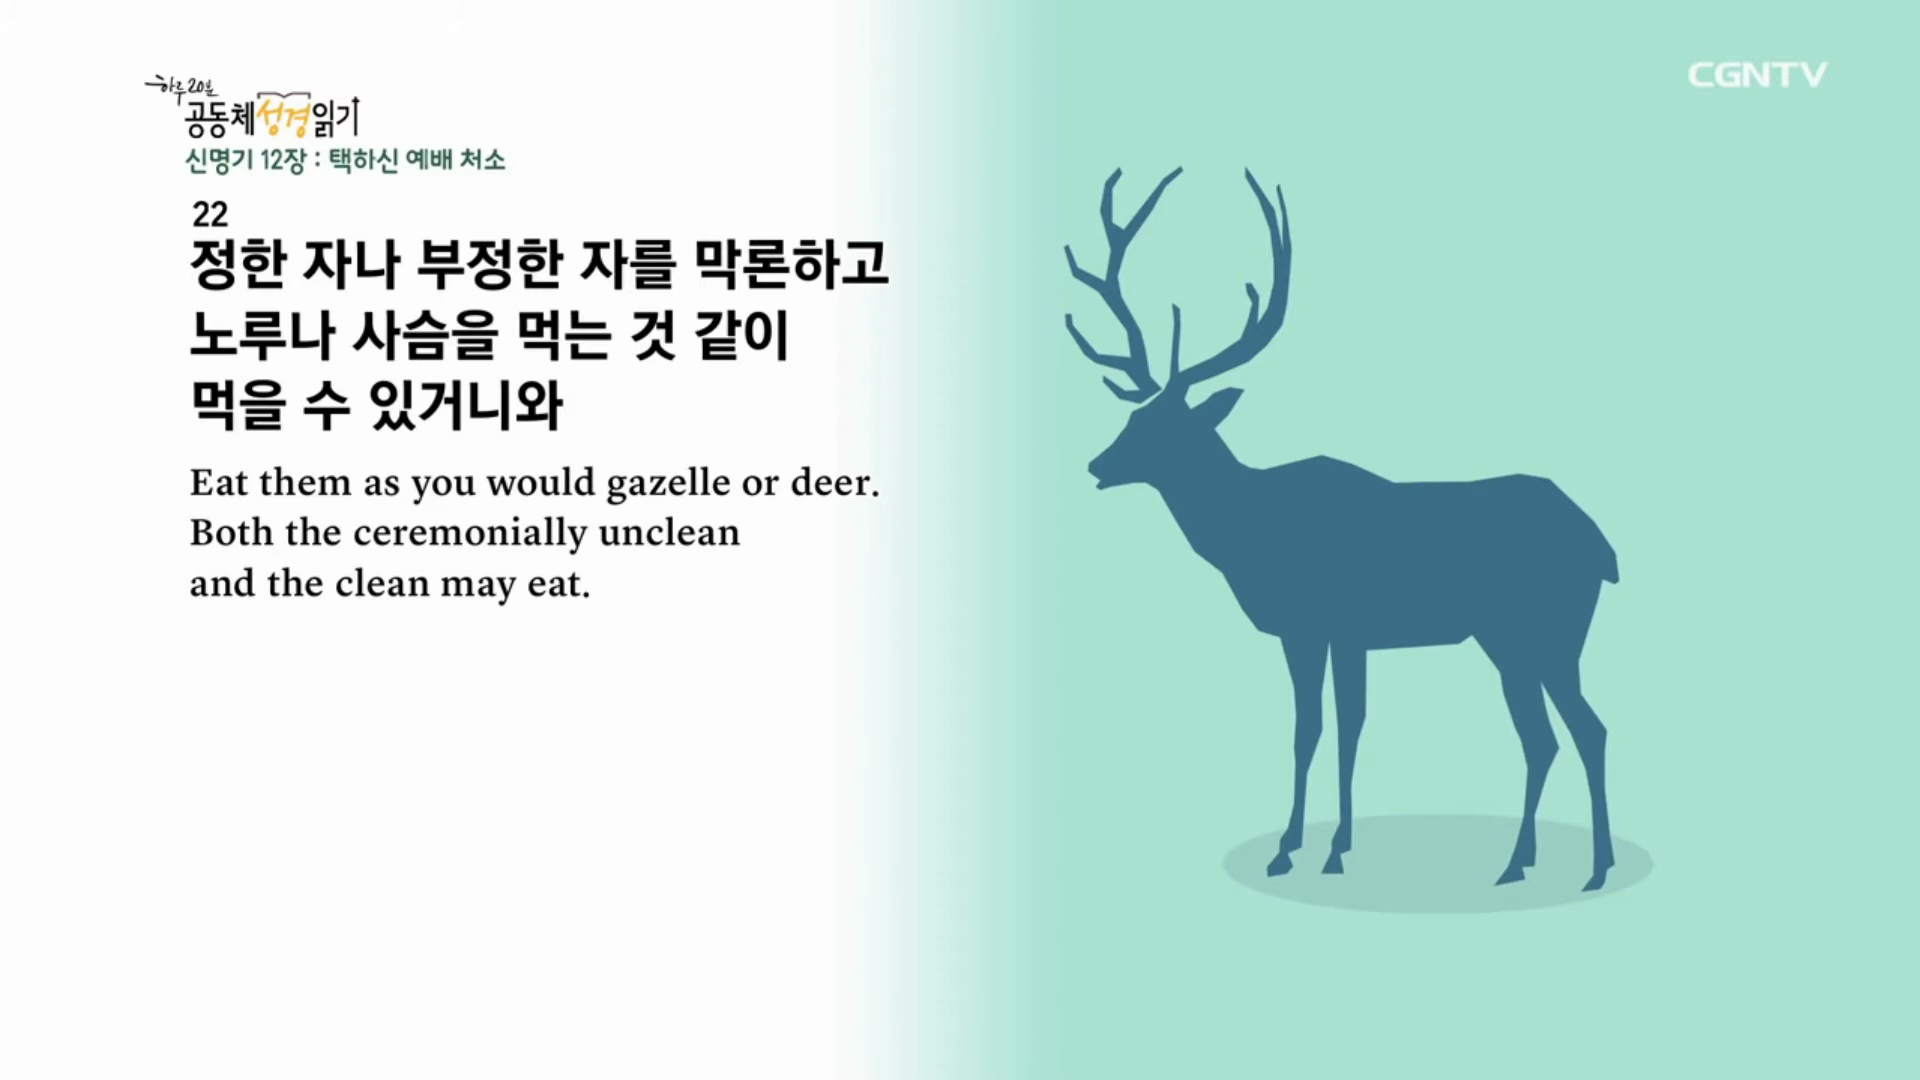 하루 20분
공동체성경읽기
CGNTV
신명기 12장 : 택하신 예배 처소
22
정한 자나 부정한 자를 막론하고
노루나 사슴을 먹는 것 같이
먹을 수 있거니와
Eat them as you would gazelle or deer.
Both the ceremonially unclean
and the clean may eat.